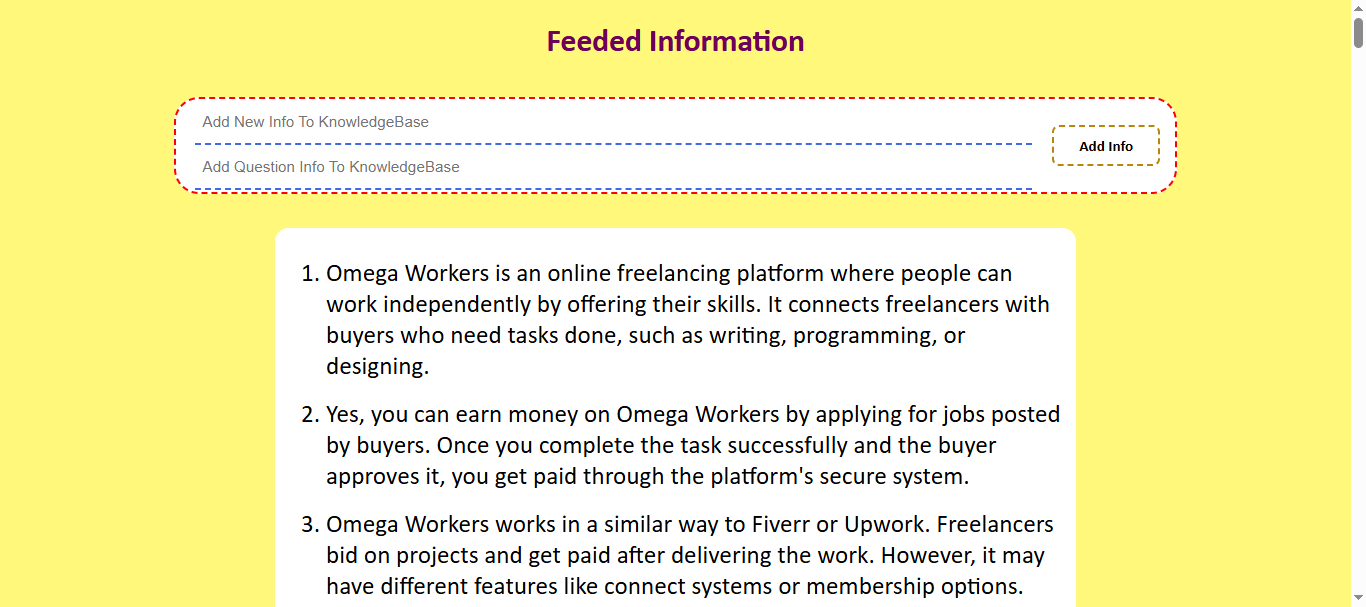 Feeded Information
Add New Info To KnowledgeBase
Add Question Info To KnowledgeBase
Add Info
1. Omega Workers is an online freelancing platform where people can
work independently by offering their skills. It connects freelancers with
buyers who need tasks done, such as writing, programming, or
designing.
2. Yes, you can earn money on Omega Workers by applying for jobs posted
by buyers. Once you complete the task successfully and the buyer
approves it, you get paid through the platform's secure system.
3. Omega Workers works in a similar way to Fiverr or Upwork. Freelancers
bid on projects and get paid after delivering the work. However, it may
have different features like connect systems or membership options.